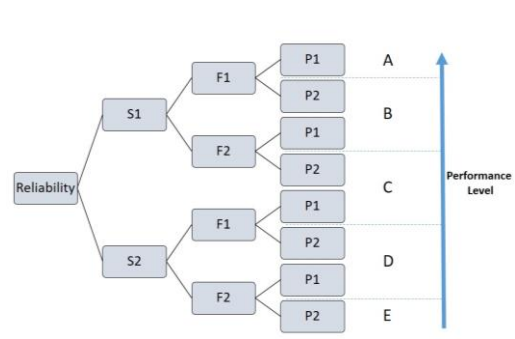 P1
A
F1
P2
S1
B
P1
F2
P2
C
Reliability
Performance
Level
P1
F1
P2
S2
D
P1
F2
P2
E